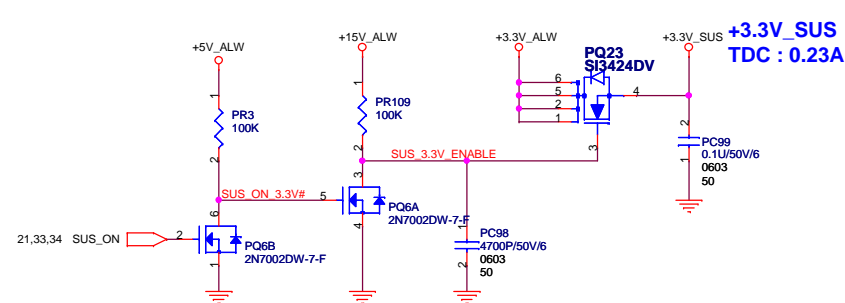 +5V_ALW
+15V_ALW
+3.3V_ALW
+3.3V_SUS
+3.3V_SUS
TDC : 0.23A
PQ23
SI3424DV
6
5
2
1
4
3
1
PR3
100K
2
1
PR109
100K
2
SUS_3.3V_ENABLE
2
PC99
0.1U/50V/6
0603
50
1
SUS_ON_3.3V#
5
3
PQ6A
2N7002DW-7-F
4
21,33,34 SUS_ON
2
6
PQ6B
2N7002DW-7-F
1
1
PC98
4700P/50V/6
0603
50
2